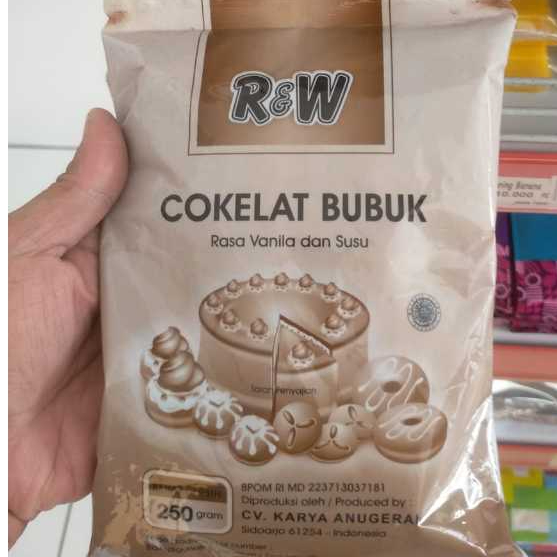 R&W
COKELAT BUBUK
Rasa Vanila dan Susu
Saran Penyajian
250 gram
BPOM RI MD 223713037181
Diproduksi oleh / Produced by :
CV. KARYA ANUGERA
Sidoarjo 61254 - Indonesia